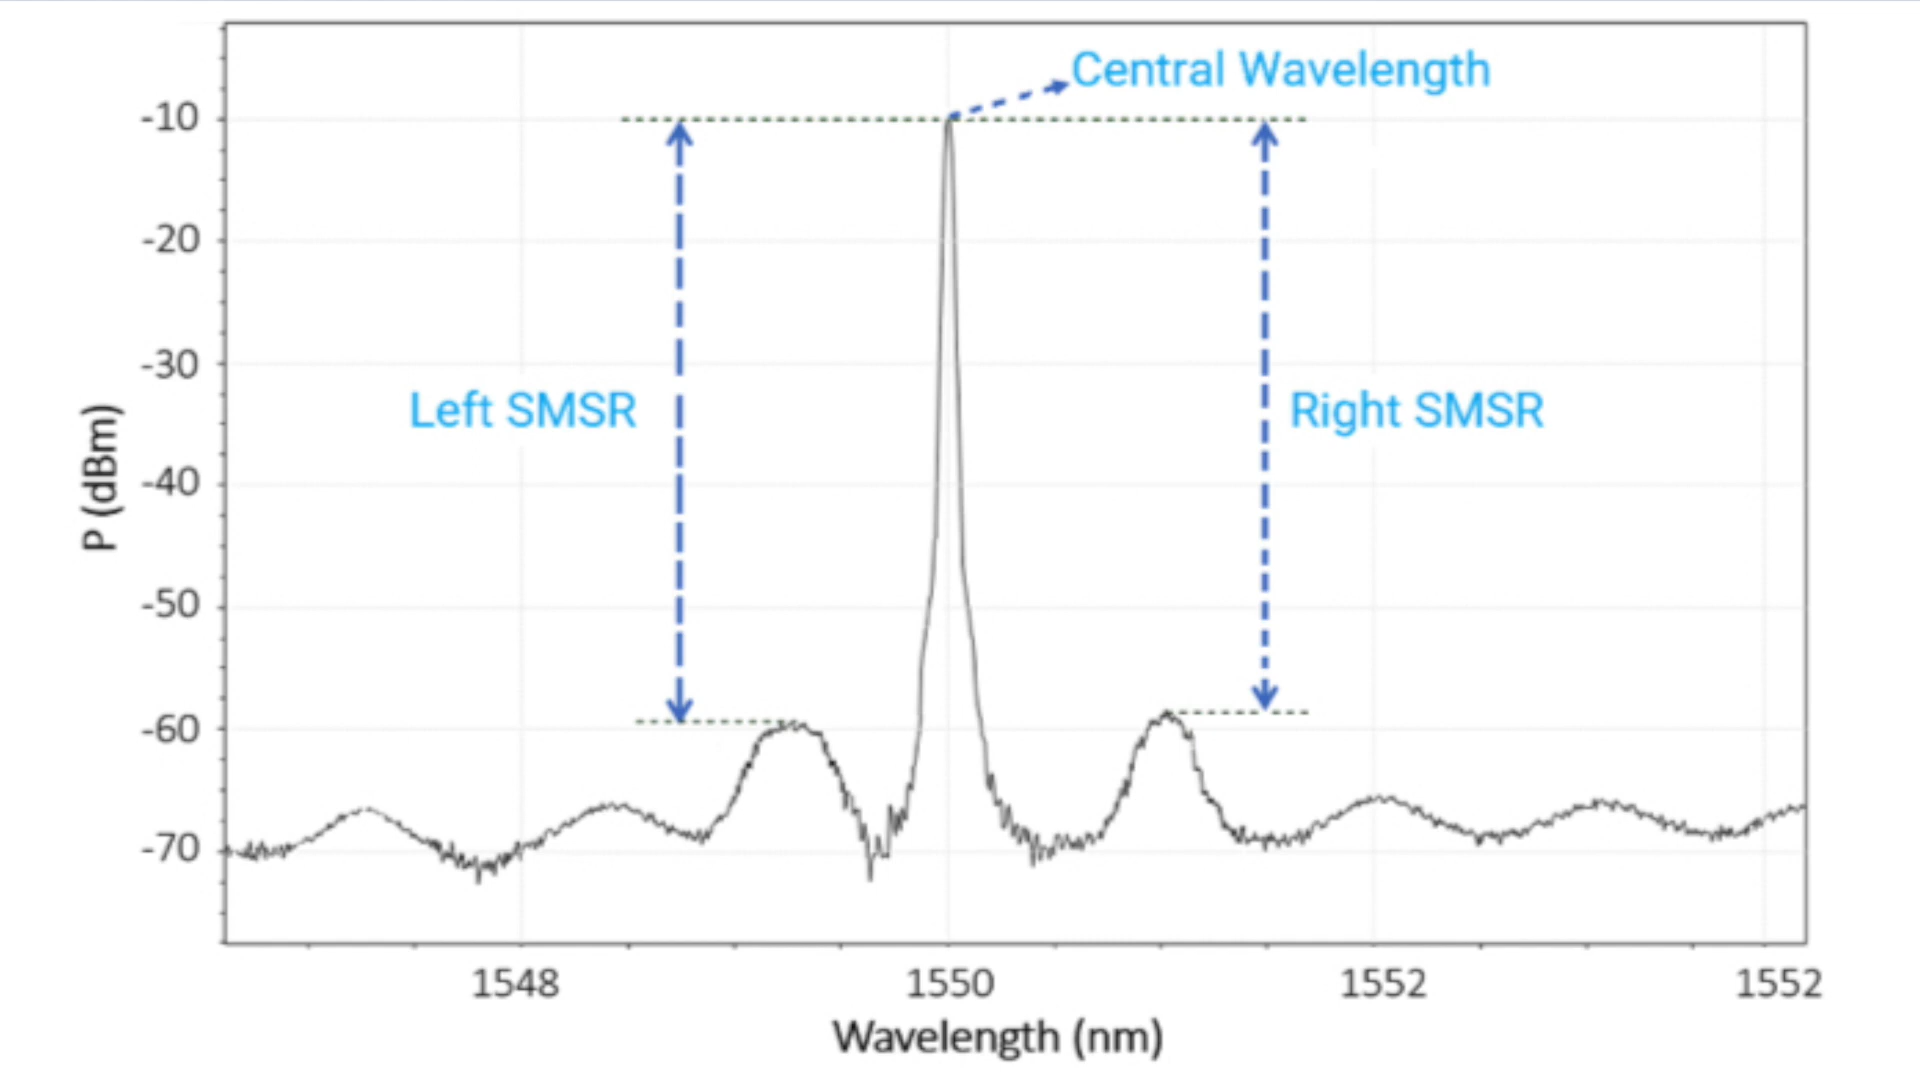 Central Wavelength
-10
-20
-30
Left SMSR
Right SMSR
P (dBm)
-40
-50
-60
-70
1548
1550
1552
1552
Wavelength (nm)